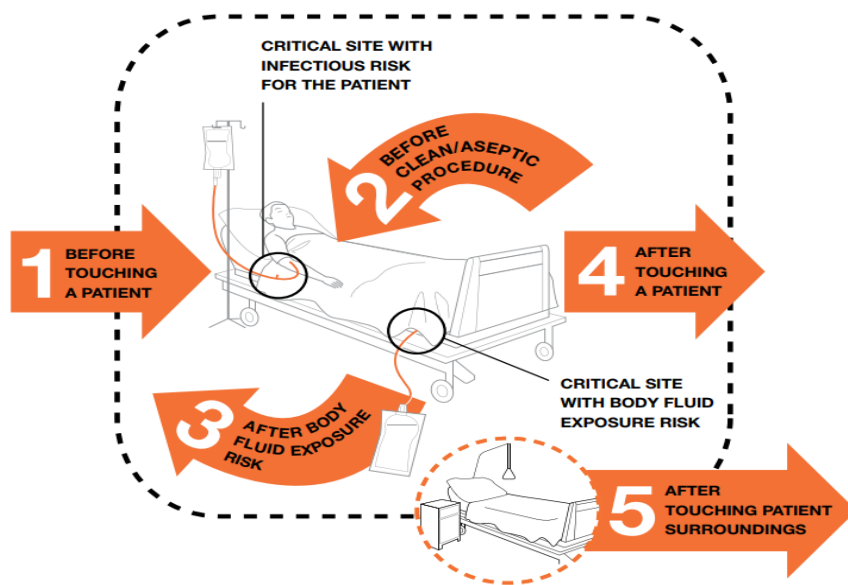 CRITICAL SITE WITH
INFECTIOUS RISK
FOR THE PATIENT
1
BEFORE
TOUCHING
A PATIENT
2
BEFORE
CLEAN/ASEPTIC
PROCEDURE
3
AFTER BODY
FLUID EXPOSURE
RISK
4
AFTER
TOUCHING
A PATIENT
CRITICAL SITE
WITH BODY FLUID
EXPOSURE RISK
5
AFTER
TOUCHING PATIENT
SURROUNDINGS